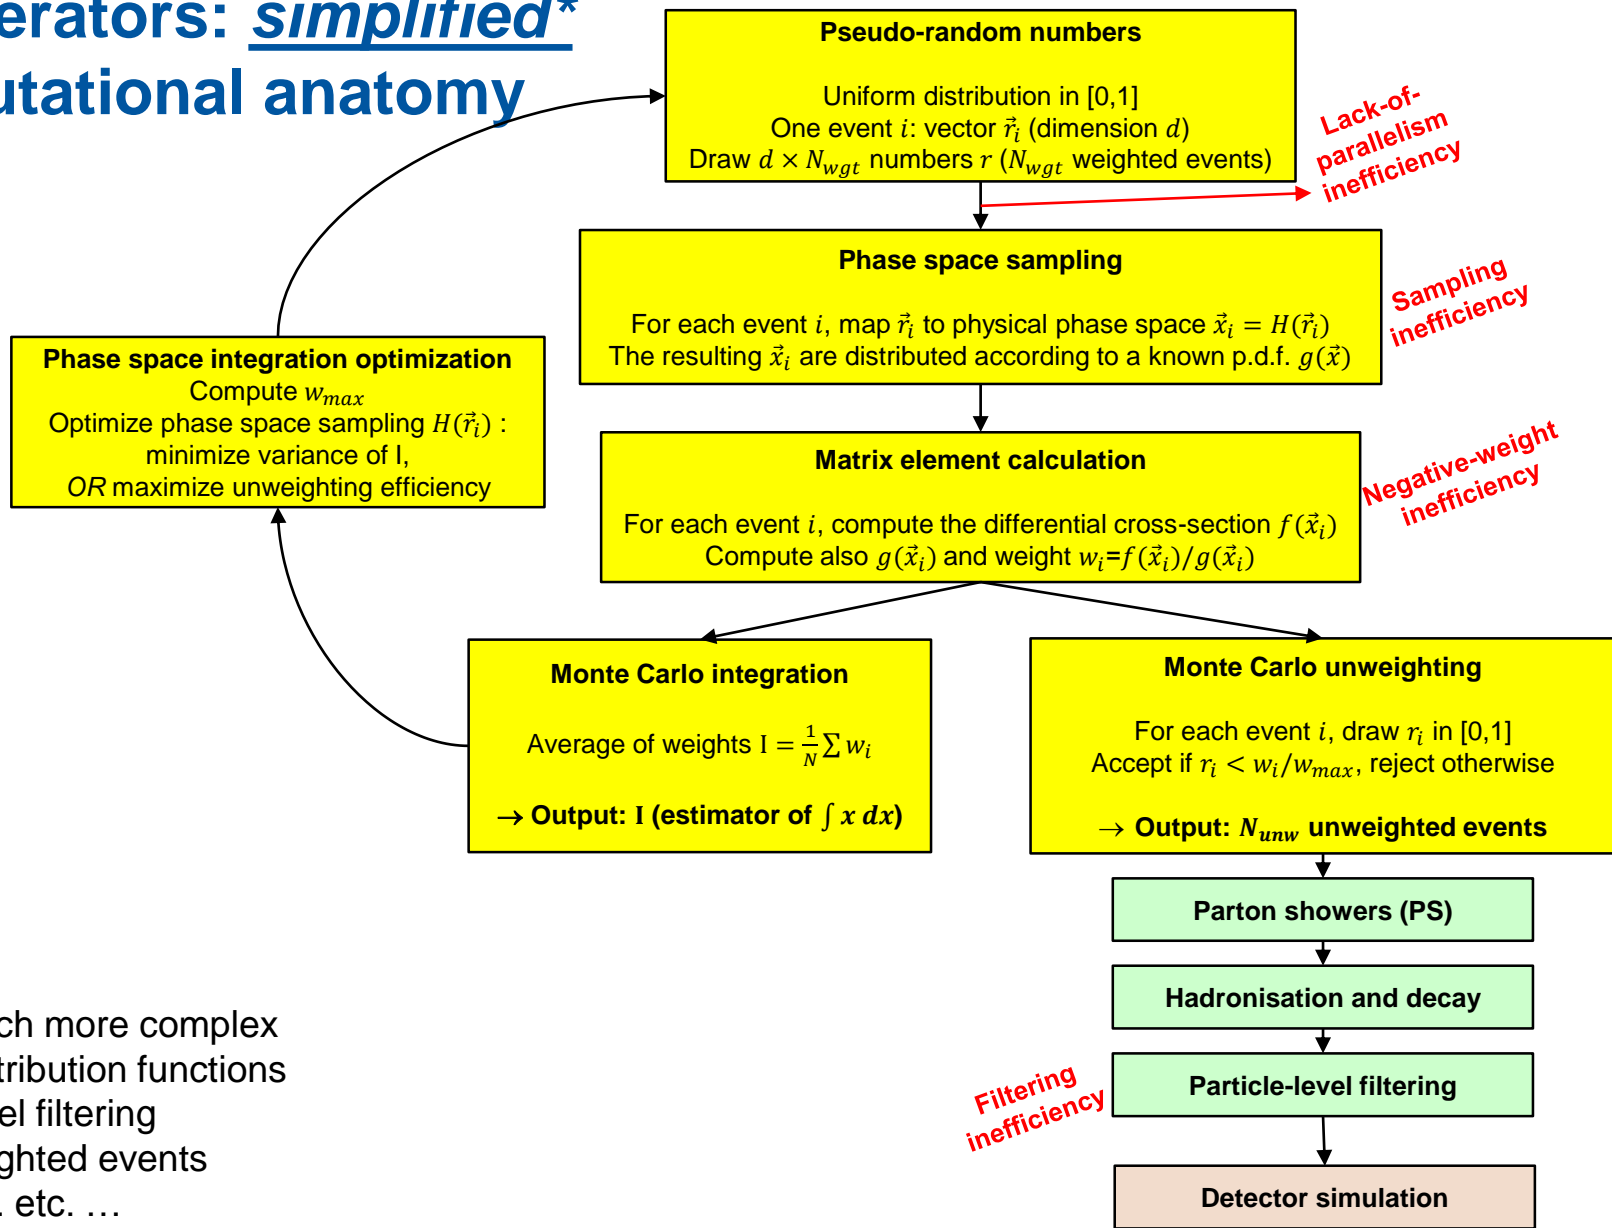 erators: simplified*
utational anatomy
Pseudo-random numbers
Uniform distribution in [0,1]
One event i: vector r⃗ᵢ (dimension d)
Draw d × N_wgt numbers r (N_wgt weighted events)
Lack-of-
parallelism
inefficiency
Phase space sampling
For each event i, map r⃗ᵢ to physical phase space x⃗ᵢ = H(r⃗ᵢ)
The resulting x⃗ᵢ are distributed according to a known p.d.f. g(x⃗)
Sampling
inefficiency
Phase space integration optimization
Compute w_max
Optimize phase space sampling H(r⃗ᵢ) :
minimize variance of I,
OR maximize unweighting efficiency
Matrix element calculation
For each event i, compute the differential cross-section f(x⃗ᵢ)
Compute also g(x⃗ᵢ) and weight wᵢ=f(x⃗ᵢ)/g(x⃗ᵢ)
Negative-weight
inefficiency
Monte Carlo integration
Average of weights I = 1/N ∑ wᵢ
→ Output: I (estimator of ∫ x dx)
Monte Carlo unweighting
For each event i, draw rᵢ in [0,1]
Accept if rᵢ < wᵢ/w_max, reject otherwise
→ Output: N_unw unweighted events
Parton showers (PS)
Hadronisation and decay
Particle-level filtering
Filtering
inefficiency
Detector simulation
ch more complex
tribution functions
el filtering
ghted events
. etc. …